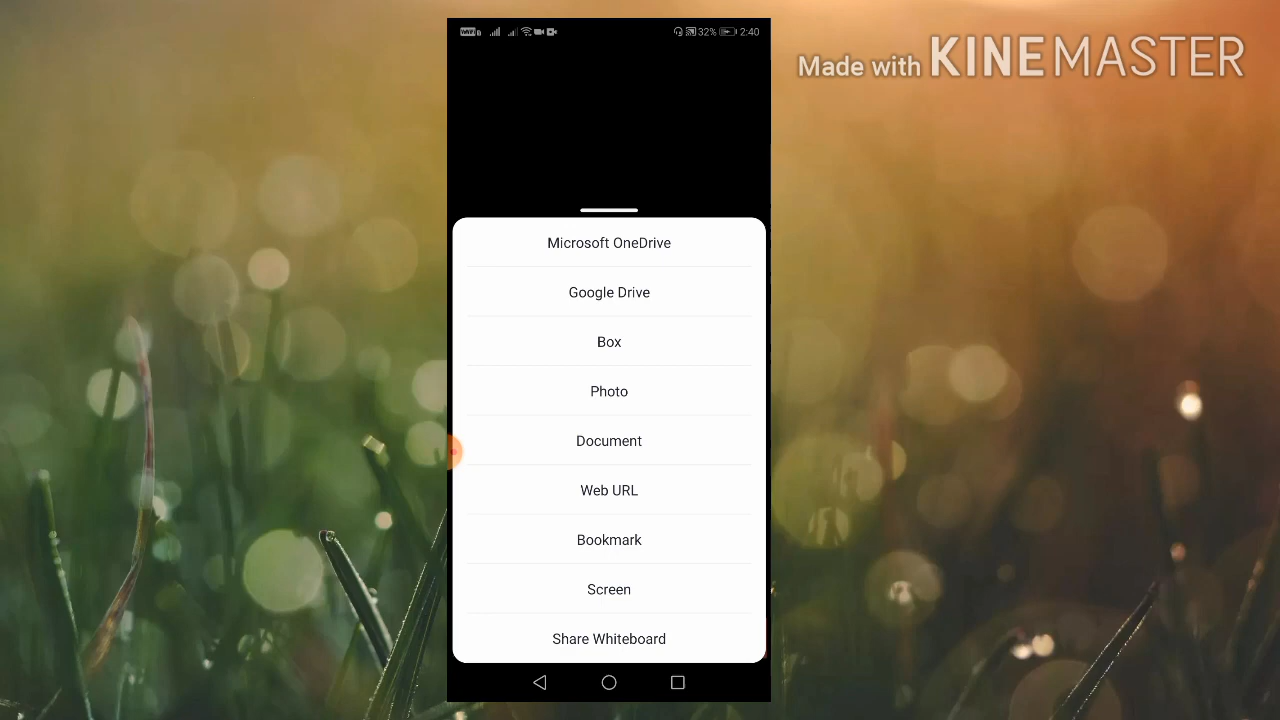 32% 2:40
Made with KINEMASTER
Microsoft OneDrive
Google Drive
Box
Photo
Document
Web URL
Bookmark
Screen
Share Whiteboard